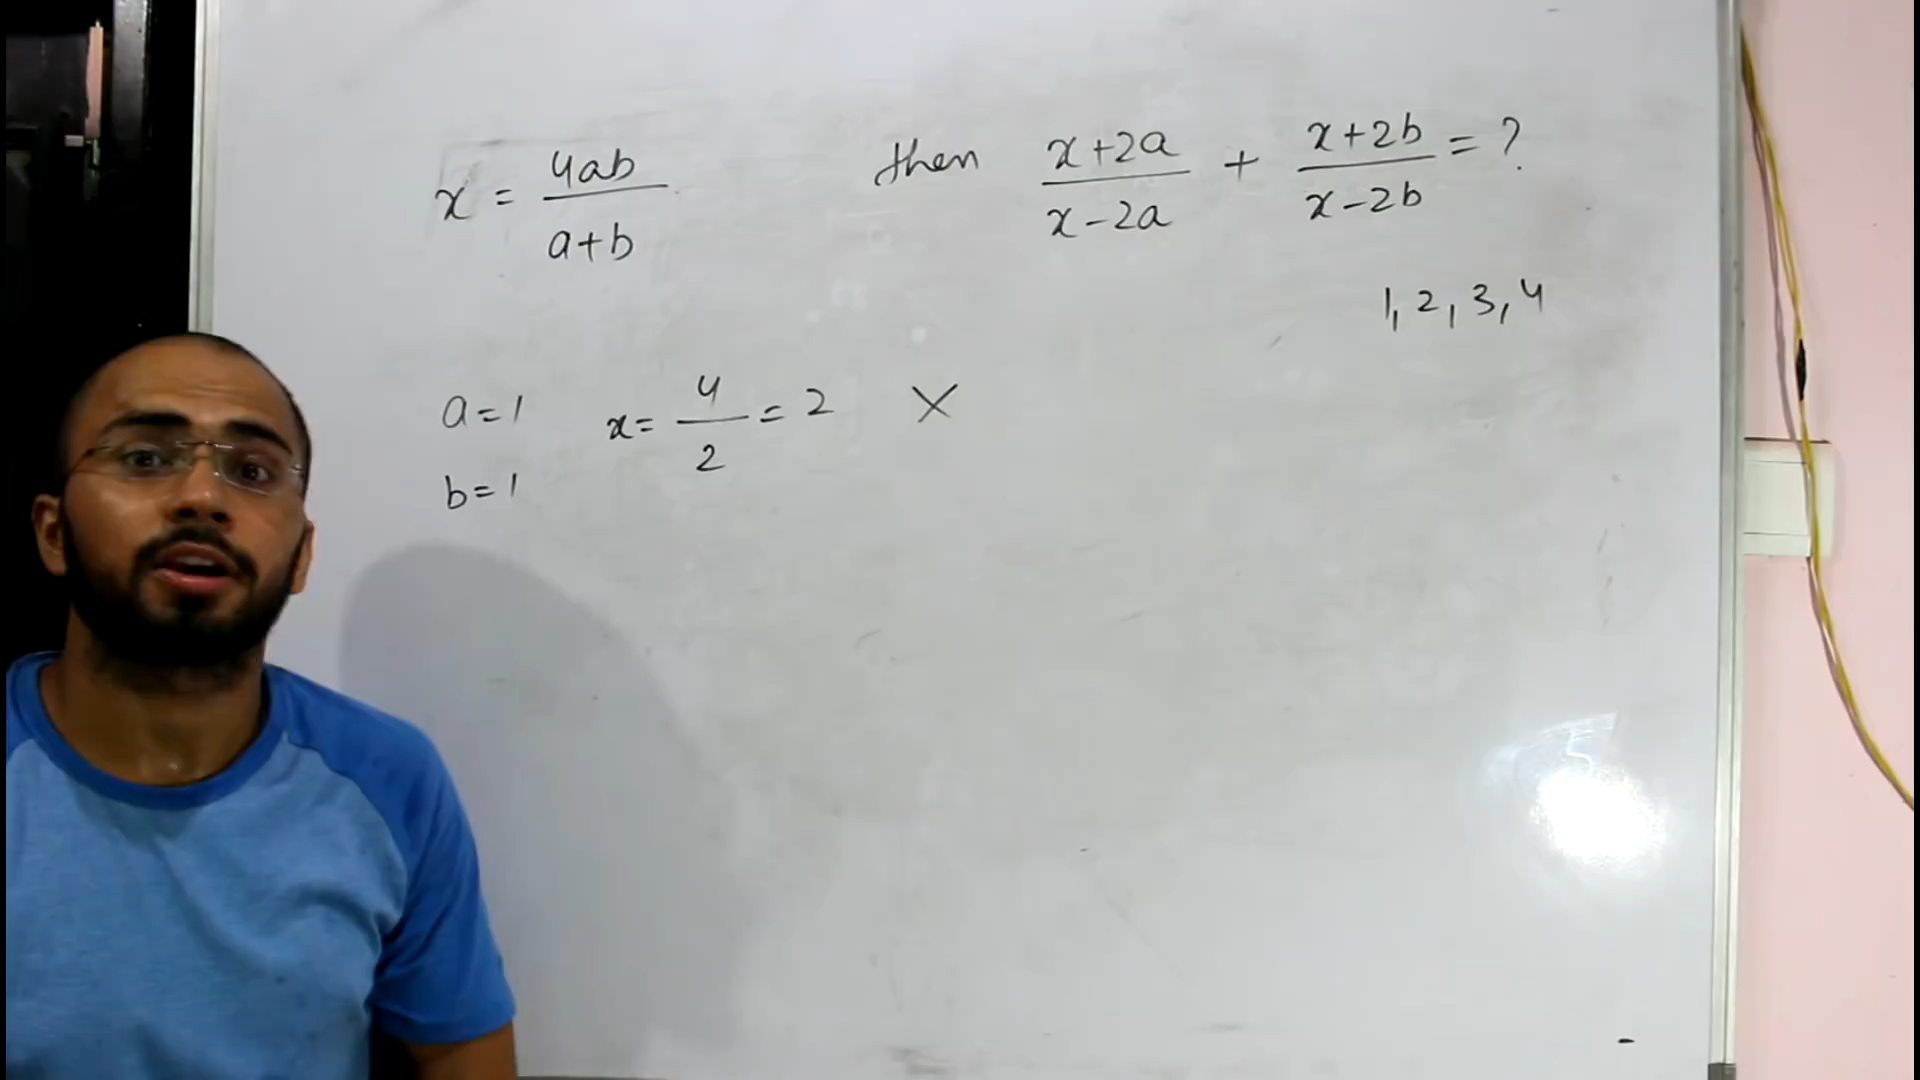 x = 4ab/a+b then x+2a/x-2a + x+2b/x-2b = ?
1, 2, 3, 4
a=1 x= 4/2 = 2 ×
b=1